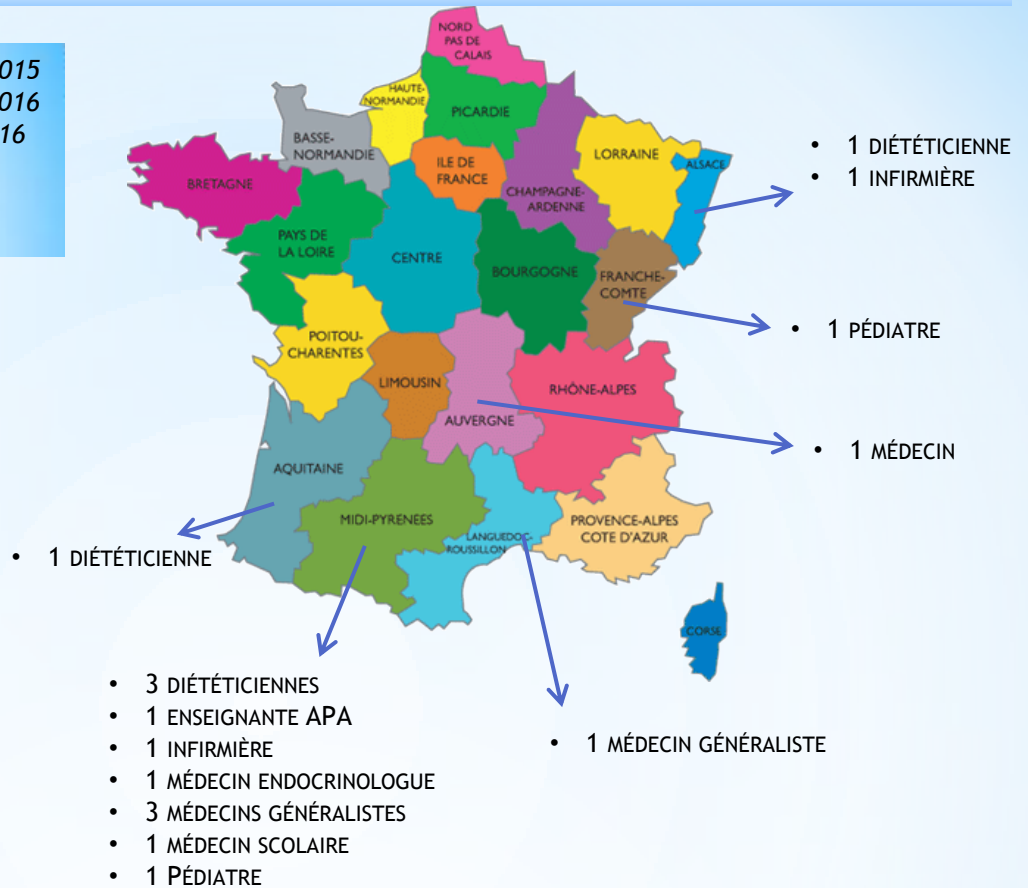 015
016
16
NORD
PAS DE
CALAIS
HAUTE-
NORMANDIE
PICARDIE
BASSE-
NORMANDIE
ILE DE
FRANCE
LORRAINE
ALSACE
CHAMPAGNE-
ARDENNE
BRETAGNE
PAYS DE
LA LOIRE
CENTRE
BOURGOGNE
FRANCHE-
COMTE
POITOU-
CHARENTES
LIMOUSIN
AUVERGNE
RHÔNE-ALPES
AQUITAINE
MIDI-PYRENEES
LANGUEDOC-
ROUSSILLON
PROVENCE-ALPES
COTE D'AZUR
CORSE
• 1 DIÉTÉTICIENNE
• 1 INFIRMIÈRE
• 1 PÉDIATRE
• 1 MÉDECIN
• 1 DIÉTÉTICIENNE
• 3 DIÉTÉTICIENNES
• 1 ENSEIGNANTE APA
• 1 INFIRMIÈRE
• 1 MÉDECIN ENDOCRINOLOGUE
• 3 MÉDECINS GÉNÉRALISTES
• 1 MÉDECIN SCOLAIRE
• 1 PÉDIATRE
• 1 MÉDECIN GÉNÉRALISTE